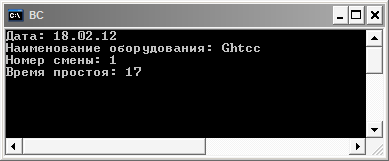 BC
Дата: 18.02.12
Наименование оборудования: Ghtcc
Номер смены: 1
Время простоя: 17